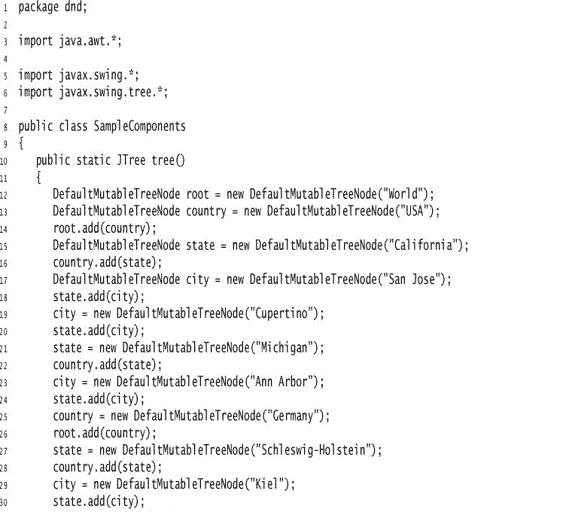 1 package dnd;
2
3 import java.awt.*;
4
5 import javax.swing.*;
6 import javax.swing.tree.*;
7
8 public class SampleComponents
9 {
10 public static JTree tree()
11 {
12 DefaultMutableTreeNode root = new DefaultMutableTreeNode("World");
13 DefaultMutableTreeNode country = new DefaultMutableTreeNode("USA");
14 root.add(country);
15 DefaultMutableTreeNode state = new DefaultMutableTreeNode("California");
16 country.add(state);
17 DefaultMutableTreeNode city = new DefaultMutableTreeNode("San Jose");
18 state.add(city);
19 city = new DefaultMutableTreeNode("Cupertino");
20 state.add(city);
21 state = new DefaultMutableTreeNode("Michigan");
22 country.add(state);
23 city = new DefaultMutableTreeNode("Ann Arbor");
24 state.add(city);
25 country = new DefaultMutableTreeNode("Germany");
26 root.add(country);
27 state = new DefaultMutableTreeNode("Schleswig-Holstein");
28 country.add(state);
29 city = new DefaultMutableTreeNode("Kiel");
30 state.add(city);